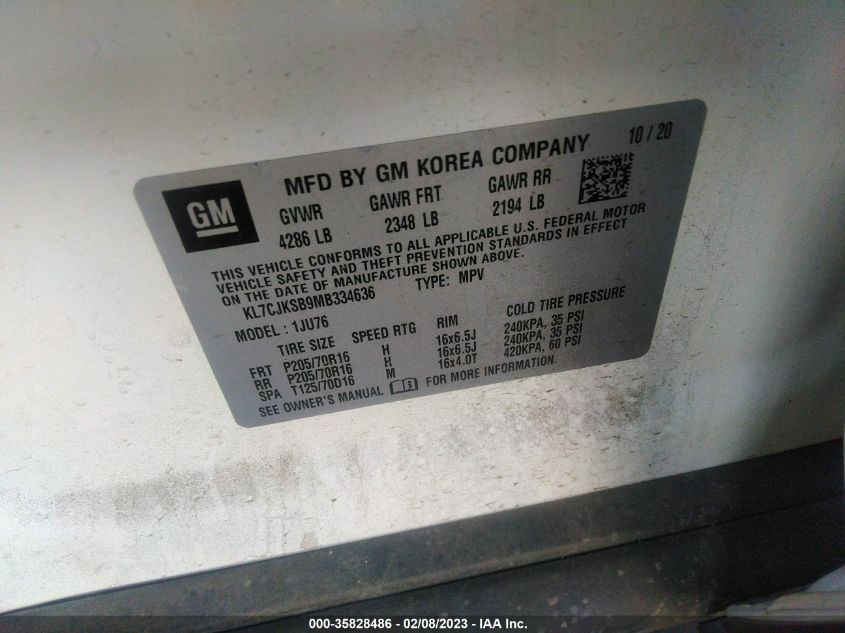 GM
MFD BY GM KOREA COMPANY 10 / 20
GVWR GAWR FRT GAWR RR
4286 LB 2348 LB 2194 LB
THIS VEHICLE CONFORMS TO ALL APPLICABLE U.S. FEDERAL MOTOR
VEHICLE SAFETY AND THEFT PREVENTION STANDARDS IN EFFECT
ON THE DATE OF MANUFACTURE SHOWN ABOVE.
KL7CJKSB9MB334636 TYPE: MPV
MODEL: 1JU76
TIRE SIZE SPEED RTG RIM COLD TIRE PRESSURE
FRT P205/70R16 H 16x6.5J 240KPA, 35 PSI
RR P205/70R16 H 16x6.5J 240KPA, 35 PSI
SPA T125/70D16 M 16x4.0T 420KPA, 60 PSI
SEE OWNER'S MANUAL FOR MORE INFORMATION.
000-35828486 - 02/08/2023 - IAA Inc.